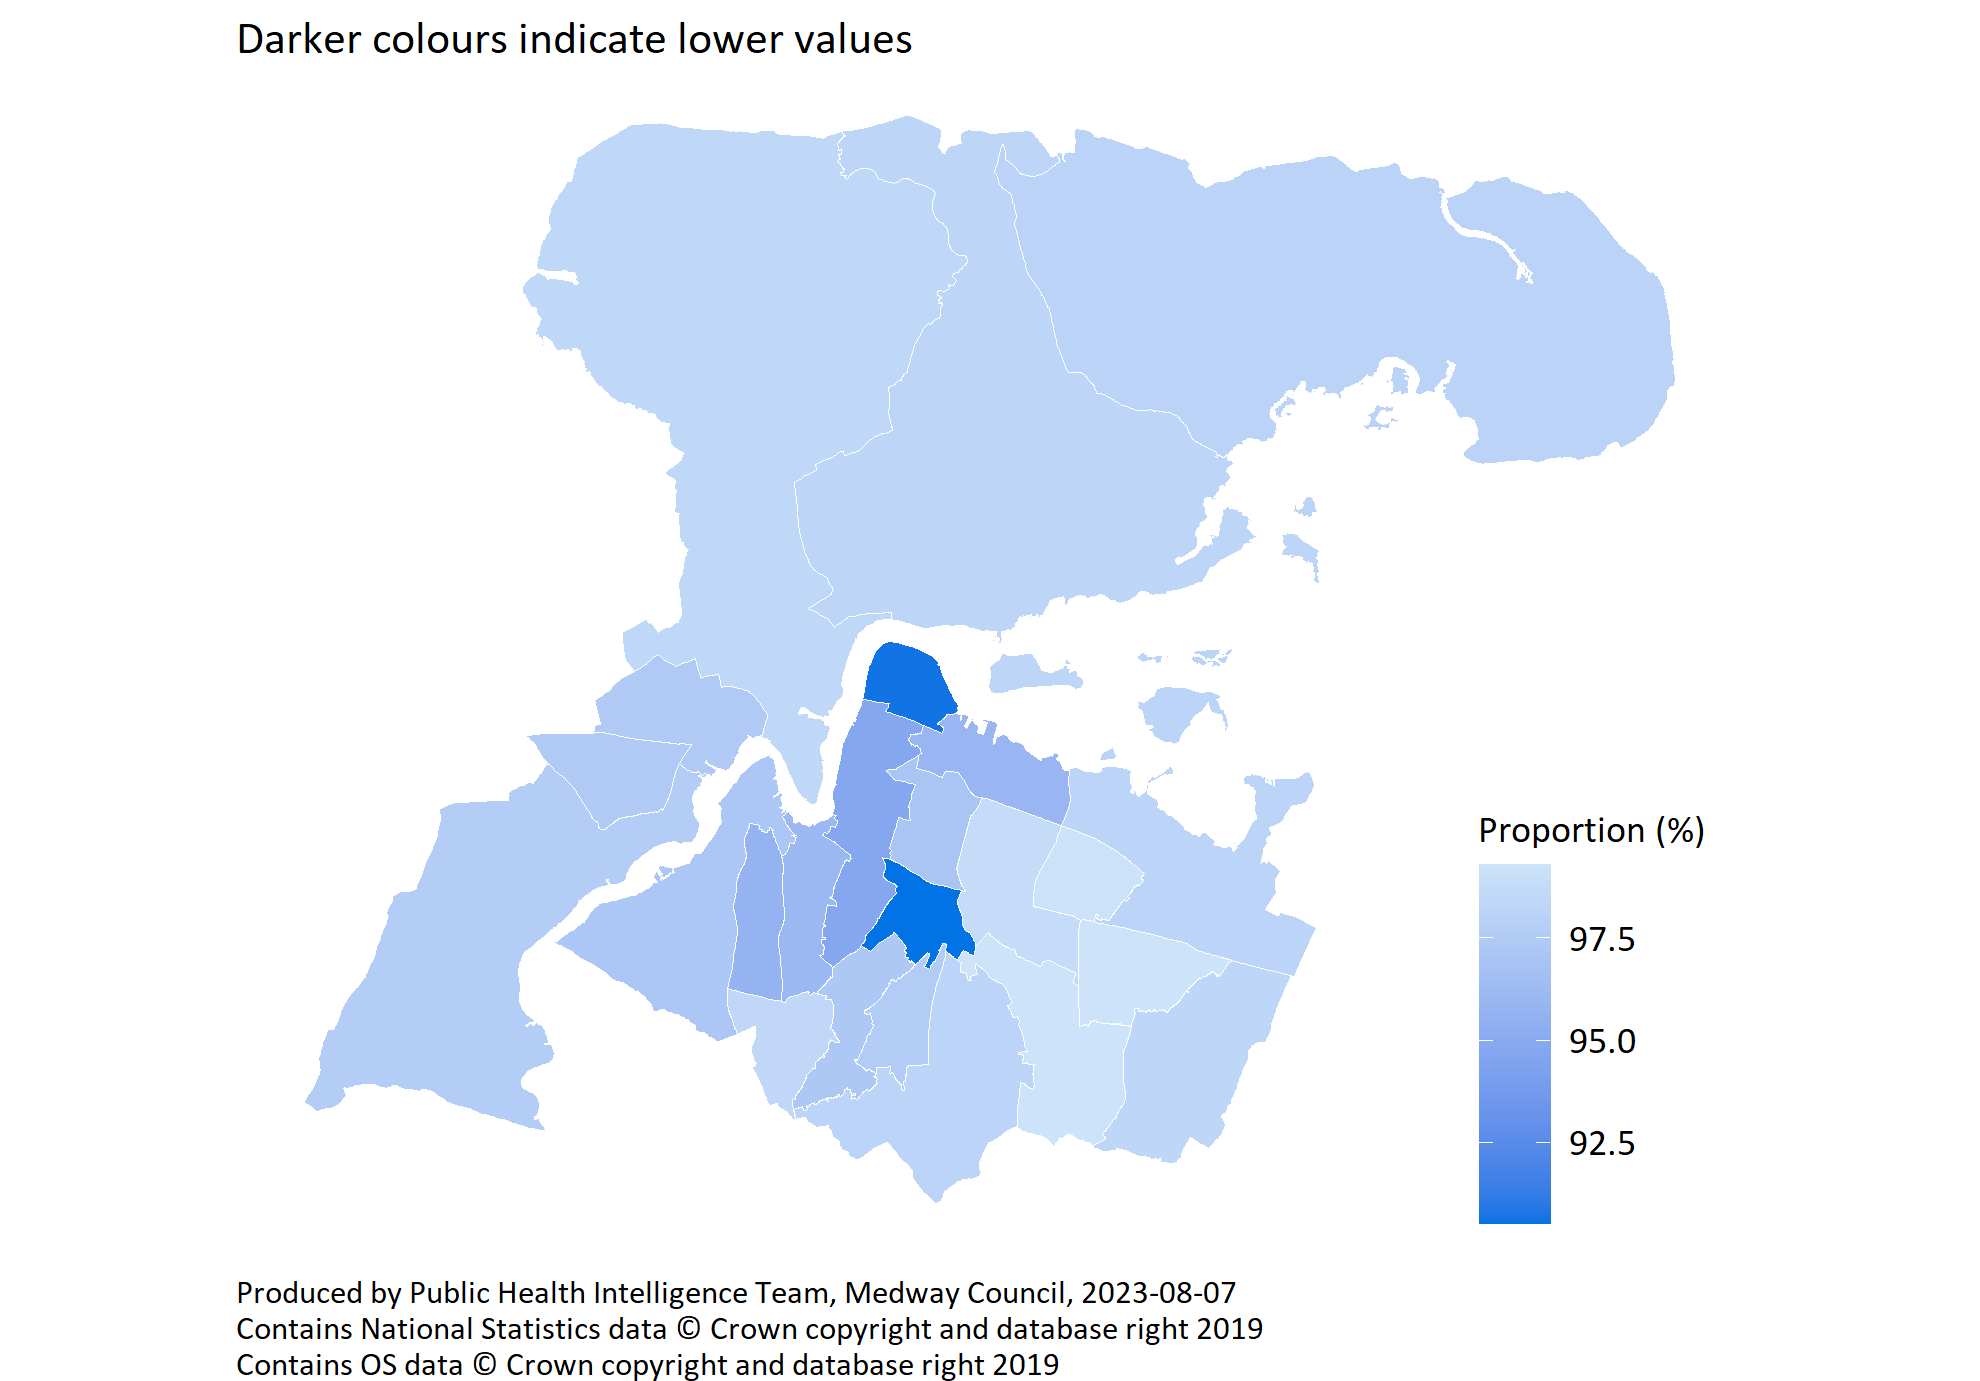 Darker colours indicate lower values
Proportion (%)
97.5
95.0
92.5
Produced by Public Health Intelligence Team, Medway Council, 2023-08-07
Contains National Statistics data © Crown copyright and database right 2019
Contains OS data © Crown copyright and database right 2019